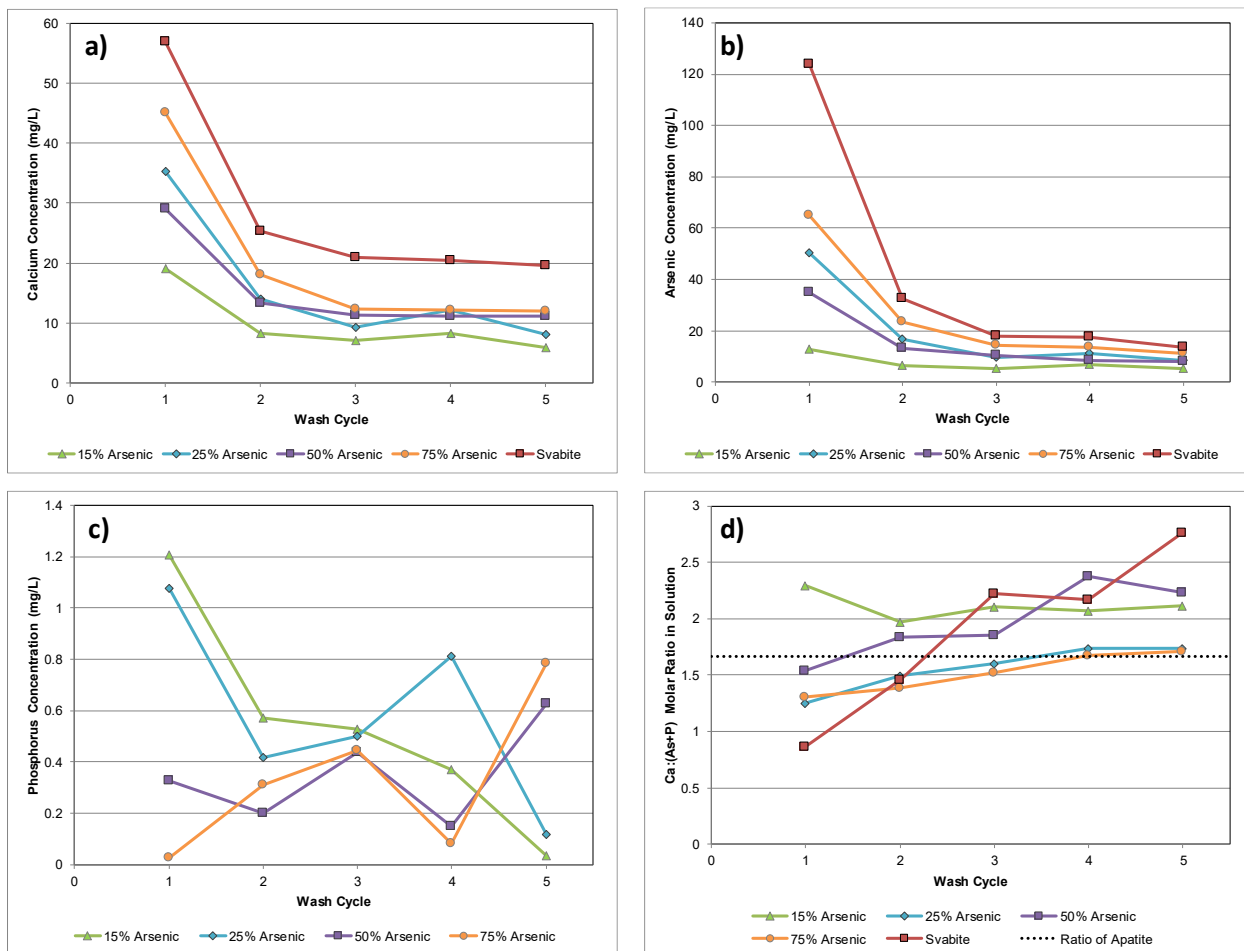 a)
Calcium Concentration (mg/L)
60
50
40
30
20
10
0
0 1 2 3 4 5
Wash Cycle
15% Arsenic 25% Arsenic 50% Arsenic 75% Arsenic Svabite
b)
Arsenic Concentration (mg/L)
140
120
100
80
60
40
20
0
0 1 2 3 4 5
Wash Cycle
15% Arsenic 25% Arsenic 50% Arsenic 75% Arsenic Svabite
c)
Phosphorus Concentration (mg/L)
1.4
1.2
1
0.8
0.6
0.4
0.2
0
0 1 2 3 4 5
Wash Cycle
15% Arsenic 25% Arsenic 50% Arsenic 75% Arsenic
d)
Ca:(As+P) Molar Ratio in Solution
3
2.5
2
1.5
1
0.5
0
0 1 2 3 4 5
Wash Cycle
15% Arsenic 25% Arsenic 50% Arsenic
75% Arsenic Svabite Ratio of Apatite